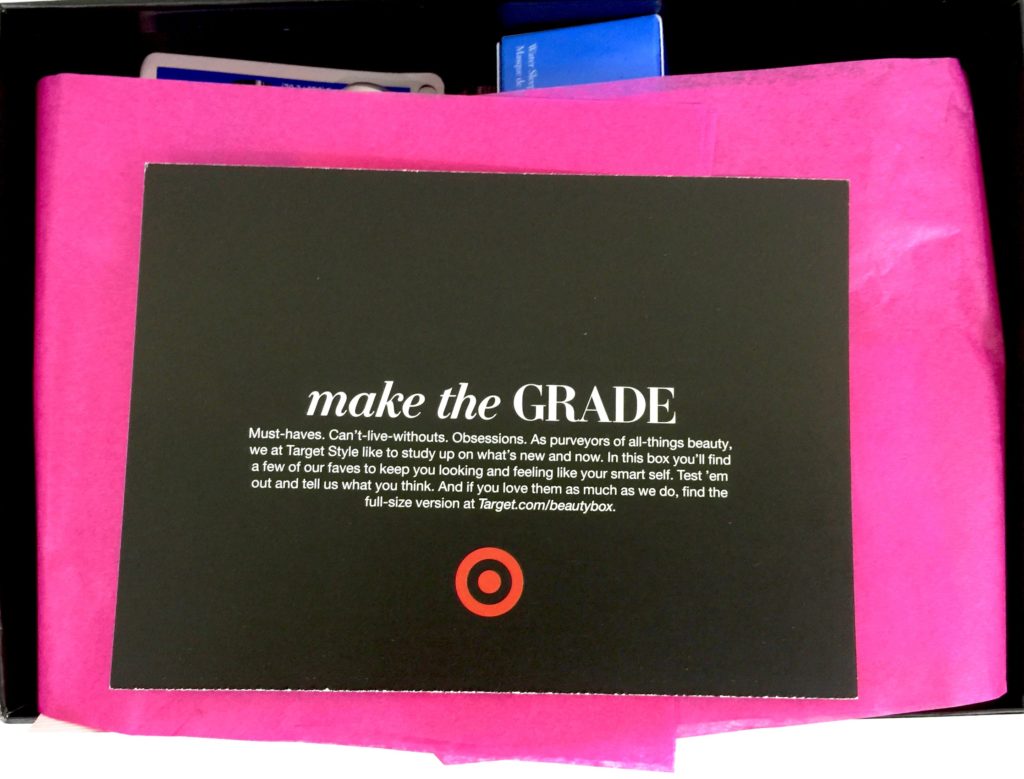 Water Sleep
Masque de
make the GRADE
Must-haves. Can't-live-withouts. Obsessions. As purveyors of all-things beauty,
we at Target Style like to study up on what's new and now. In this box you'll find
a few of our faves to keep you looking and feeling like your smart self. Test 'em
out and tell us what you think. And if you love them as much as we do, find the
full-size version at Target.com/beautybox.